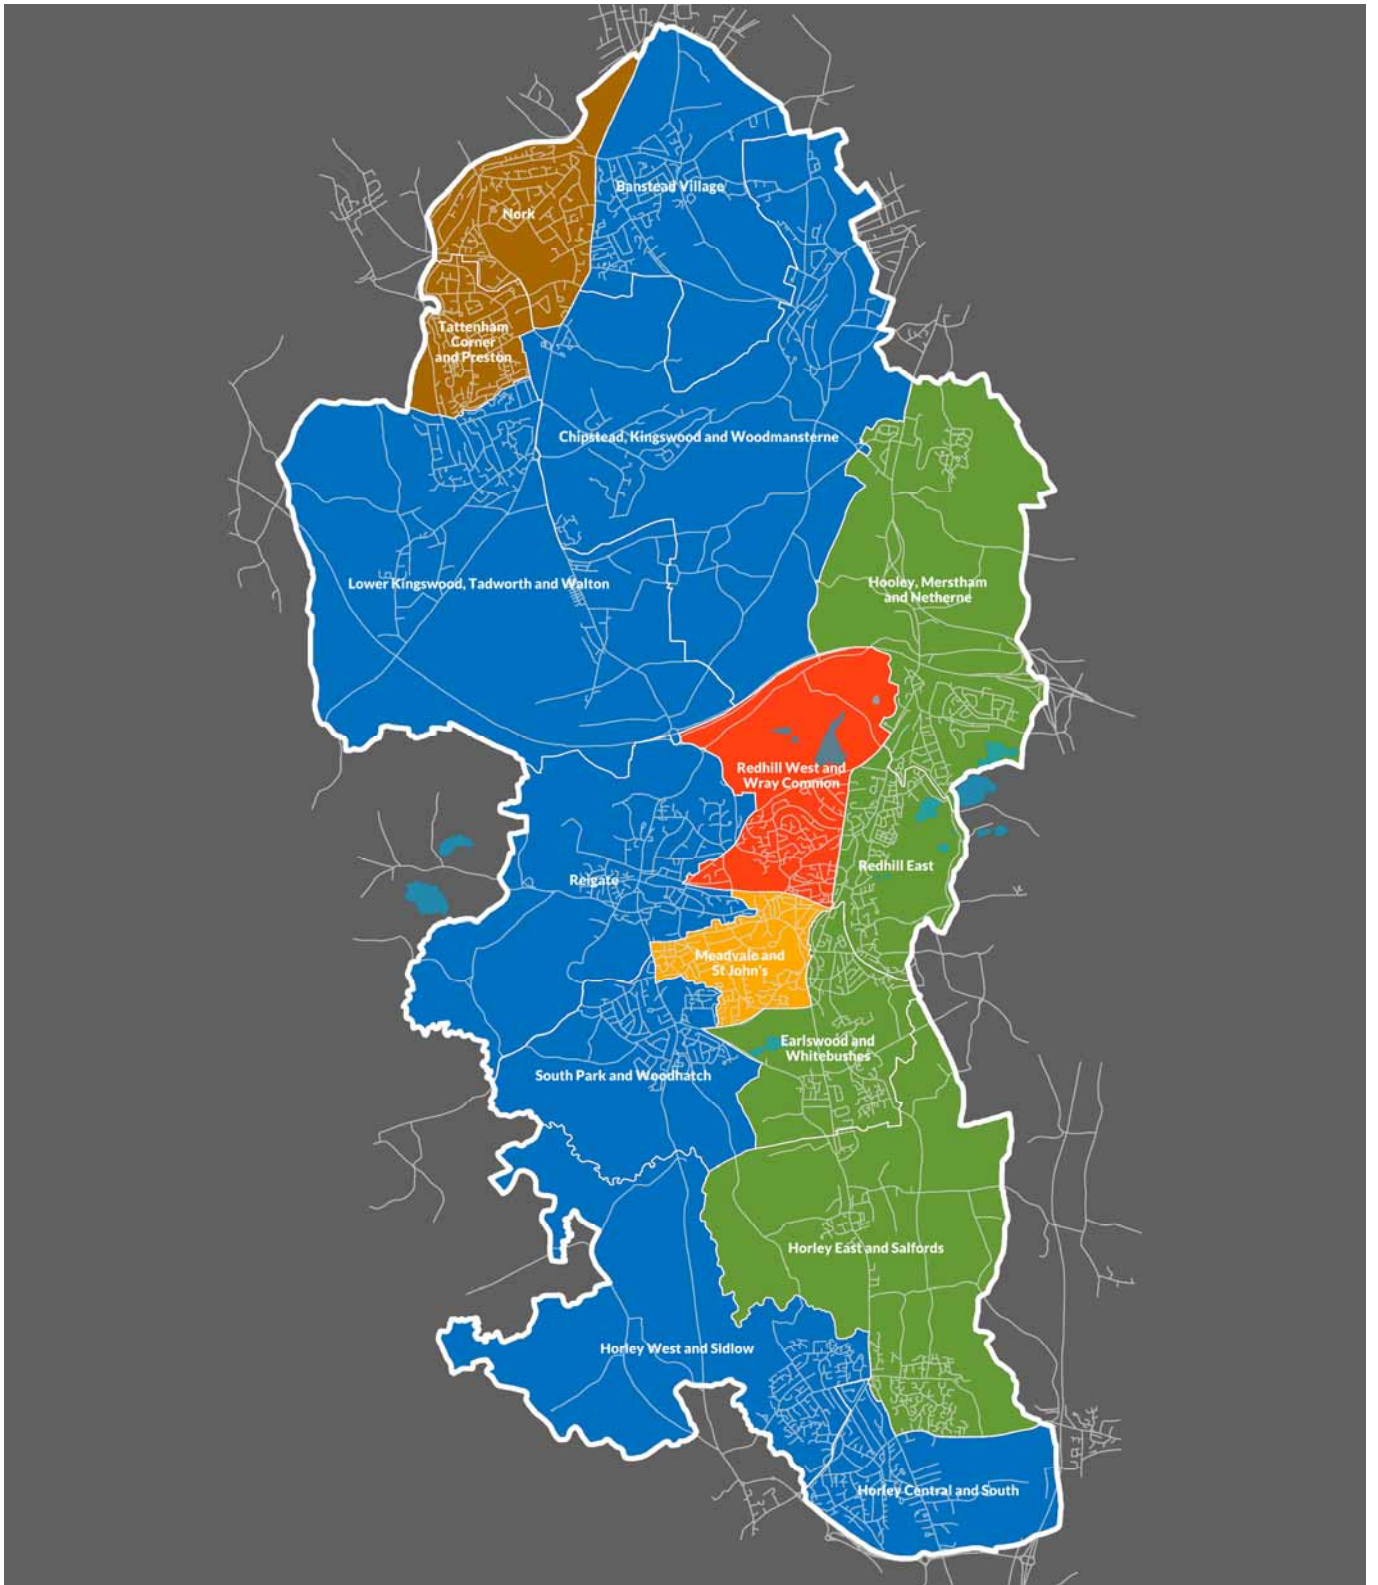 Banstead Village
Nork
Tattenham
Corner
and Preston
Chipstead, Kingswood and Woodmansterne
Lower Kingswood, Tadworth and Walton
Hooley, Merstham
and Netherne
Redhill West and
Wray Common
Redhill East
Reigate
Meadvale and
St John's
Earlswood and
Whitebushes
South Park and Woodhatch
Horley East and Salfords
Horley West and Sidlow
Horley Central and South